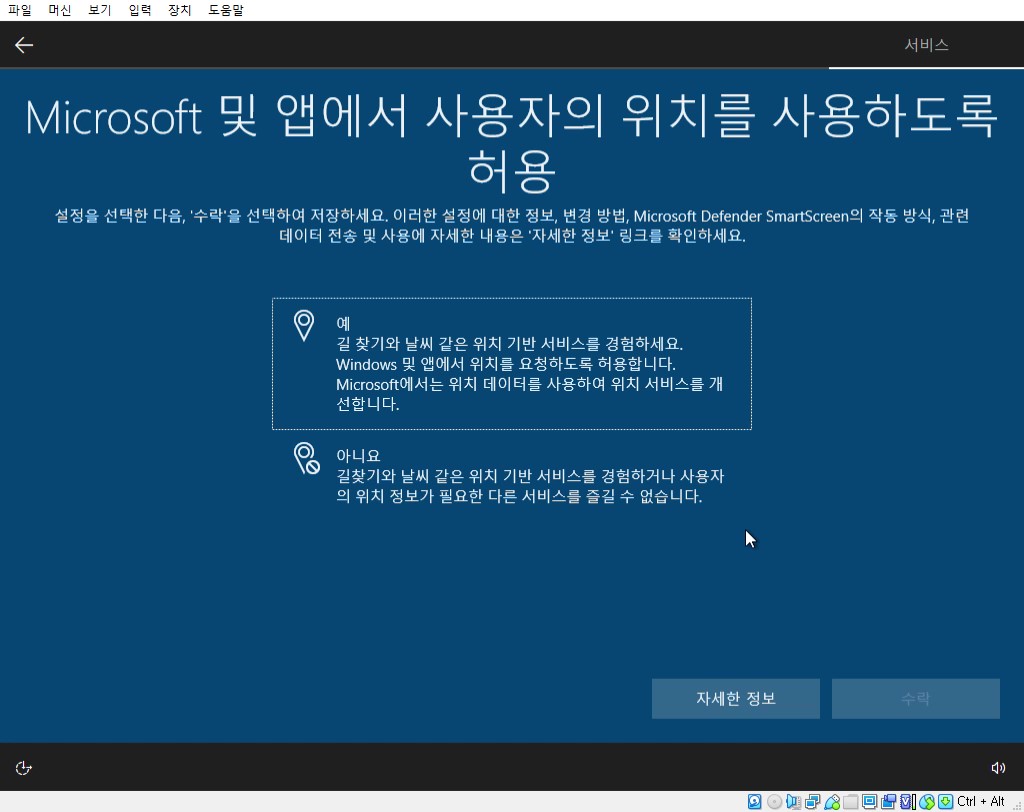 파일 머신 보기 입력 장치 도움말
서비스
Microsoft 및 앱에서 사용자의 위치를 사용하도록
허용
설정을 선택한 다음, '수락'을 선택하여 저장하세요. 이러한 설정에 대한 정보, 변경 방법, Microsoft Defender SmartScreen의 작동 방식, 관련
데이터 전송 및 사용에 자세한 내용은 '자세한 정보' 링크를 확인하세요.
예
길 찾기와 날씨 같은 위치 기반 서비스를 경험하세요.
Windows 및 앱에서 위치를 요청하도록 허용합니다.
Microsoft에서는 위치 데이터를 사용하여 위치 서비스를 개
선합니다.
아니요
길찾기와 날씨 같은 위치 기반 서비스를 경험하거나 사용자
의 위치 정보가 필요한 다른 서비스를 즐길 수 없습니다.
자세한 정보 수락
Ctrl + Alt